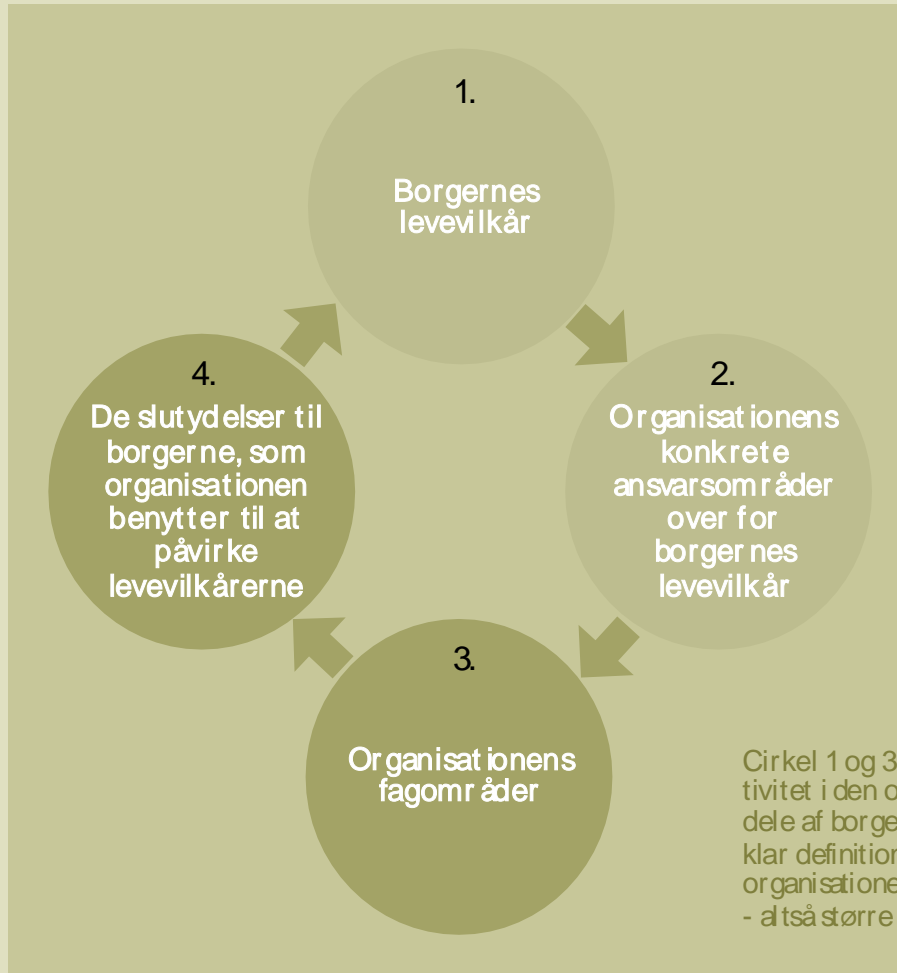 1.
Borgernes
levevilkår
4.
De slutydelser til
borgerne, som
organisationen
benytter til at
påvirke
levevilkårerne
2.
Organisationens
konkrete
ansvarsområder
over for
borgernes
levevilkår
3.
Organisationens
fagområder
Cirkel 1 og 3
tivitet i den o
dele af borge
klar definition
organisatione
- altså større